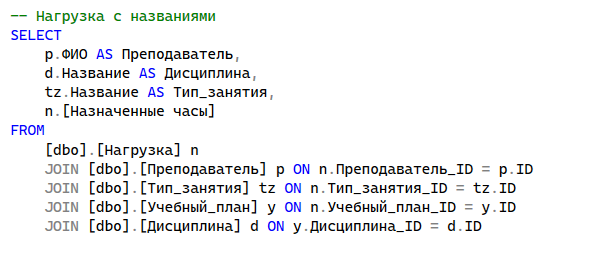 -- Нагрузка с названиями
SELECT
    p.ФИО AS Преподаватель,
    d.Название AS Дисциплина,
    tz.Название AS Тип_занятия,
    n.[Назначенные часы]
FROM
    [dbo].[Нагрузка] n
    JOIN [dbo].[Преподаватель] p ON n.Преподаватель_ID = p.ID
    JOIN [dbo].[Тип_занятия] tz ON n.Тип_занятия_ID = tz.ID
    JOIN [dbo].[Учебный_план] y ON n.Учебный_план_ID = y.ID
    JOIN [dbo].[Дисциплина] d ON y.Дисциплина_ID = d.ID